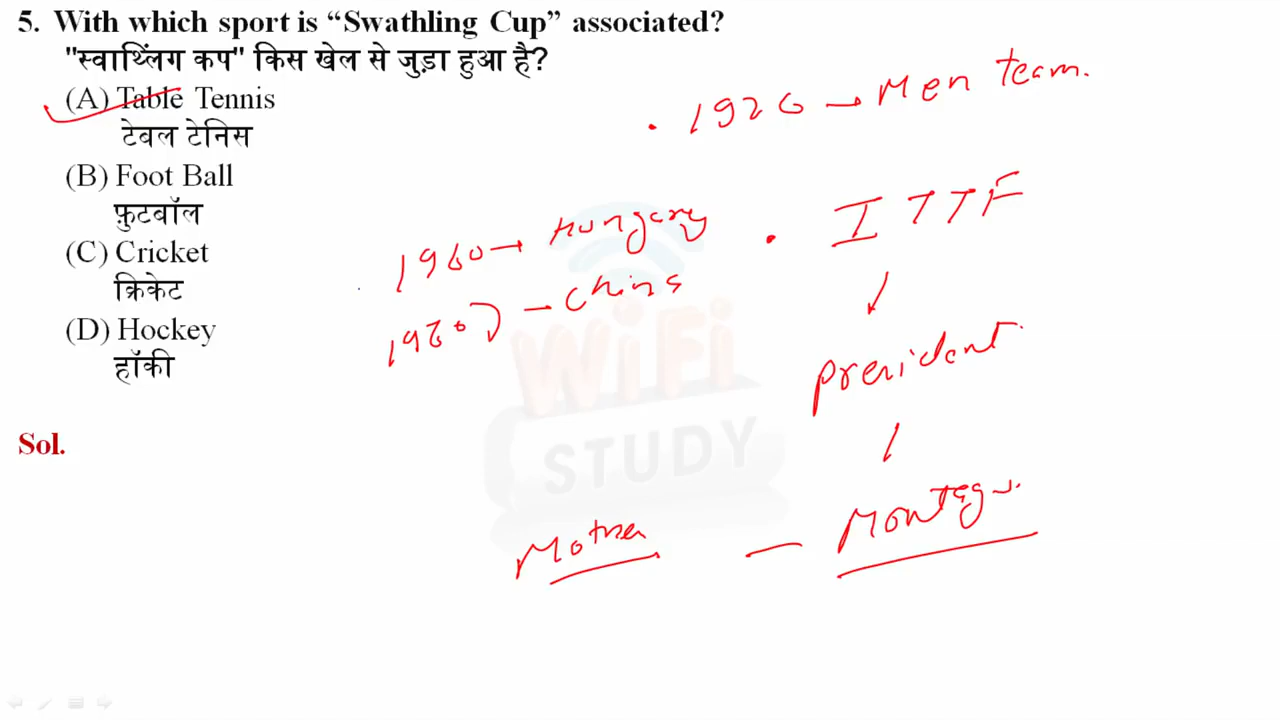 5. With which sport is “Swathling Cup” associated?
"स्वाथ्लिंग कप" किस खेल से जुड़ा हुआ है?
(A) Table Tennis
टेबल टेनिस
(B) Foot Ball
फ़ुटबॉल
(C) Cricket
क्रिकेट
(D) Hockey
हॉकी
Sol.
1926 → Men team.
ITTF
president
Montegu
Mother —
1960 → Hungary
1960 — China
WiFi
STUDY